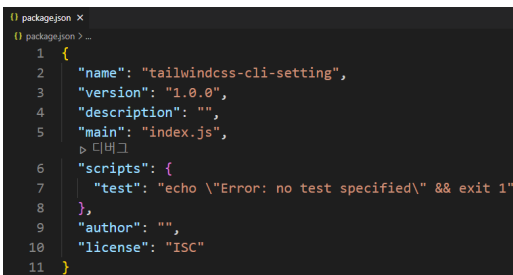 {} package.json ×
{} package.json > ...
1 {
2 "name": "tailwindcss-cli-setting",
3 "version": "1.0.0",
4 "description": "",
5 "main": "index.js",
▷ 디버그
6 "scripts": {
7 "test": "echo \"Error: no test specified\" && exit 1"
8 },
9 "author": "",
10 "license": "ISC"
11 }